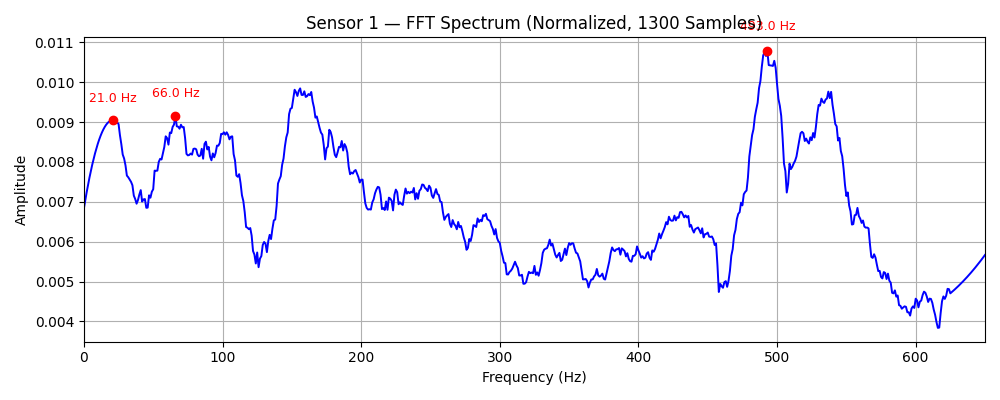 Sensor 1 — FFT Spectrum (Normalized, 1300 Samples)
493.0 Hz
66.0 Hz
21.0 Hz
0.011
0.010
0.009
0.008
0.007
0.006
0.005
0.004
Amplitude
0 100 200 300 400 500 600
Frequency (Hz)